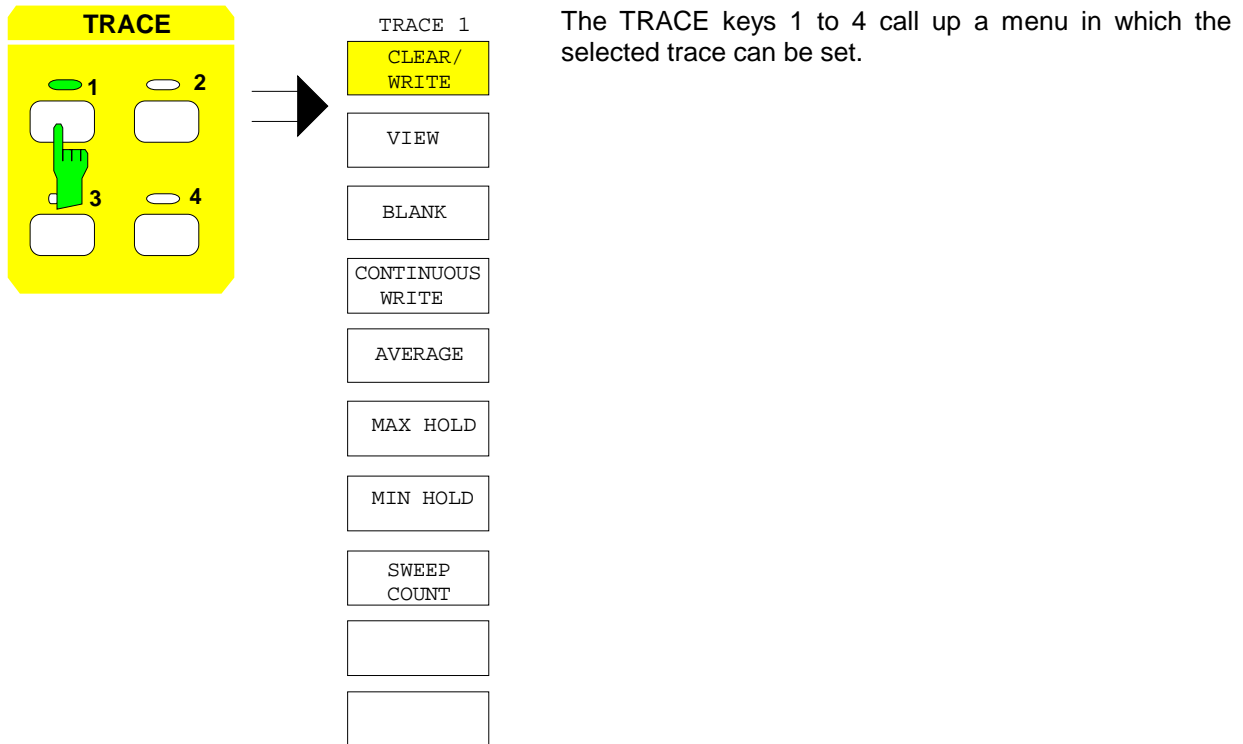 TRACE
1
2
3
4
TRACE 1
CLEAR/
WRITE
VIEW
BLANK
CONTINUOUS
WRITE
AVERAGE
MAX HOLD
MIN HOLD
SWEEP
COUNT
The TRACE keys 1 to 4 call up a menu in which the
selected trace can be set.